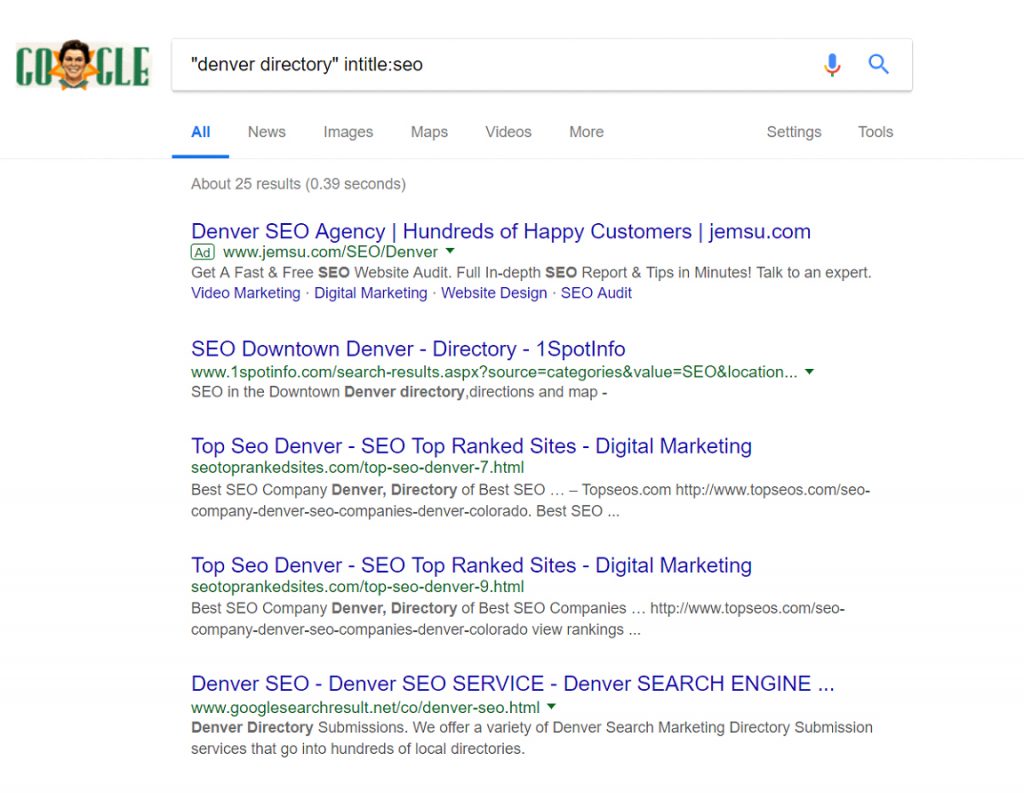 GOOGLE
"denver directory" intitle:seo
All News Images Maps Videos More Settings Tools
About 25 results (0.39 seconds)
Denver SEO Agency | Hundreds of Happy Customers | jemsu.com
Ad www.jemsu.com/SEO/Denver
Get A Fast & Free SEO Website Audit. Full In-depth SEO Report & Tips in Minutes! Talk to an expert.
Video Marketing · Digital Marketing · Website Design · SEO Audit
SEO Downtown Denver - Directory - 1SpotInfo
www.1spotinfo.com/search-results.aspx?source=categories&value=SEO&location...
SEO in the Downtown Denver directory,directions and map -
Top Seo Denver - SEO Top Ranked Sites - Digital Marketing
seotoprankedsites.com/top-seo-denver-7.html
Best SEO Company Denver, Directory of Best SEO … – Topseos.com http://www.topseos.com/seo-
company-denver-seo-companies-denver-colorado. Best SEO ...
Top Seo Denver - SEO Top Ranked Sites - Digital Marketing
seotoprankedsites.com/top-seo-denver-9.html
Best SEO Company Denver, Directory of Best SEO Companies … http://www.topseos.com/seo-
company-denver-seo-companies-denver-colorado view rankings ...
Denver SEO - Denver SEO SERVICE - Denver SEARCH ENGINE ...
www.googlesearchresult.net/co/denver-seo.html
Denver Directory Submissions. We offer a variety of Denver Search Marketing Directory Submission
services that go into hundreds of local directories.